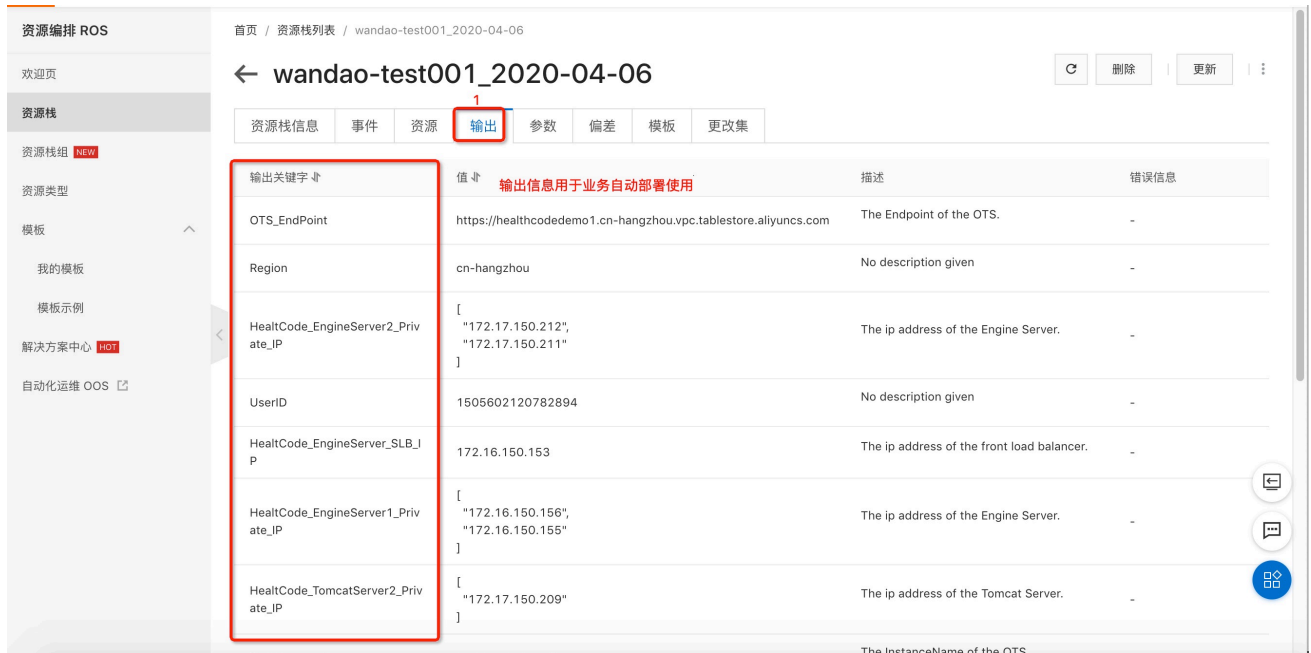 资源编排 ROS
欢迎页
资源栈
资源栈组 NEW
资源类型
模板
我的模板
模板示例
解决方案中心 HOT
自动化运维 OOS
首页 / 资源栈列表 / wandao-test001_2020-04-06
wandao-test001_2020-04-06
删除
更新
1
资源栈信息 事件 资源 输出 参数 偏差 模板 更改集
输出关键字 值 输出信息用于业务自动部署使用 描述 错误信息
OTS_EndPoint https://healthcodedemo1.cn-hangzhou.vpc.tablestore.aliyuncs.com The Endpoint of the OTS. -
Region cn-hangzhou No description given -
HealtCode_EngineServer2_Priv
ate_IP
[
"172.17.150.212",
"172.17.150.211"
]
The ip address of the Engine Server. -
UserID 1505602120782894 No description given -
HealtCode_EngineServer_SLB_I
P
172.16.150.153 The ip address of the front load balancer. -
HealtCode_EngineServer1_Priv
ate_IP
[
"172.16.150.156",
"172.16.150.155"
]
The ip address of the Engine Server. -
HealtCode_TomcatServer2_Priv
ate_IP
[
"172.17.150.209"
]
The ip address of the Tomcat Server. -
The InstanceName of the OTS